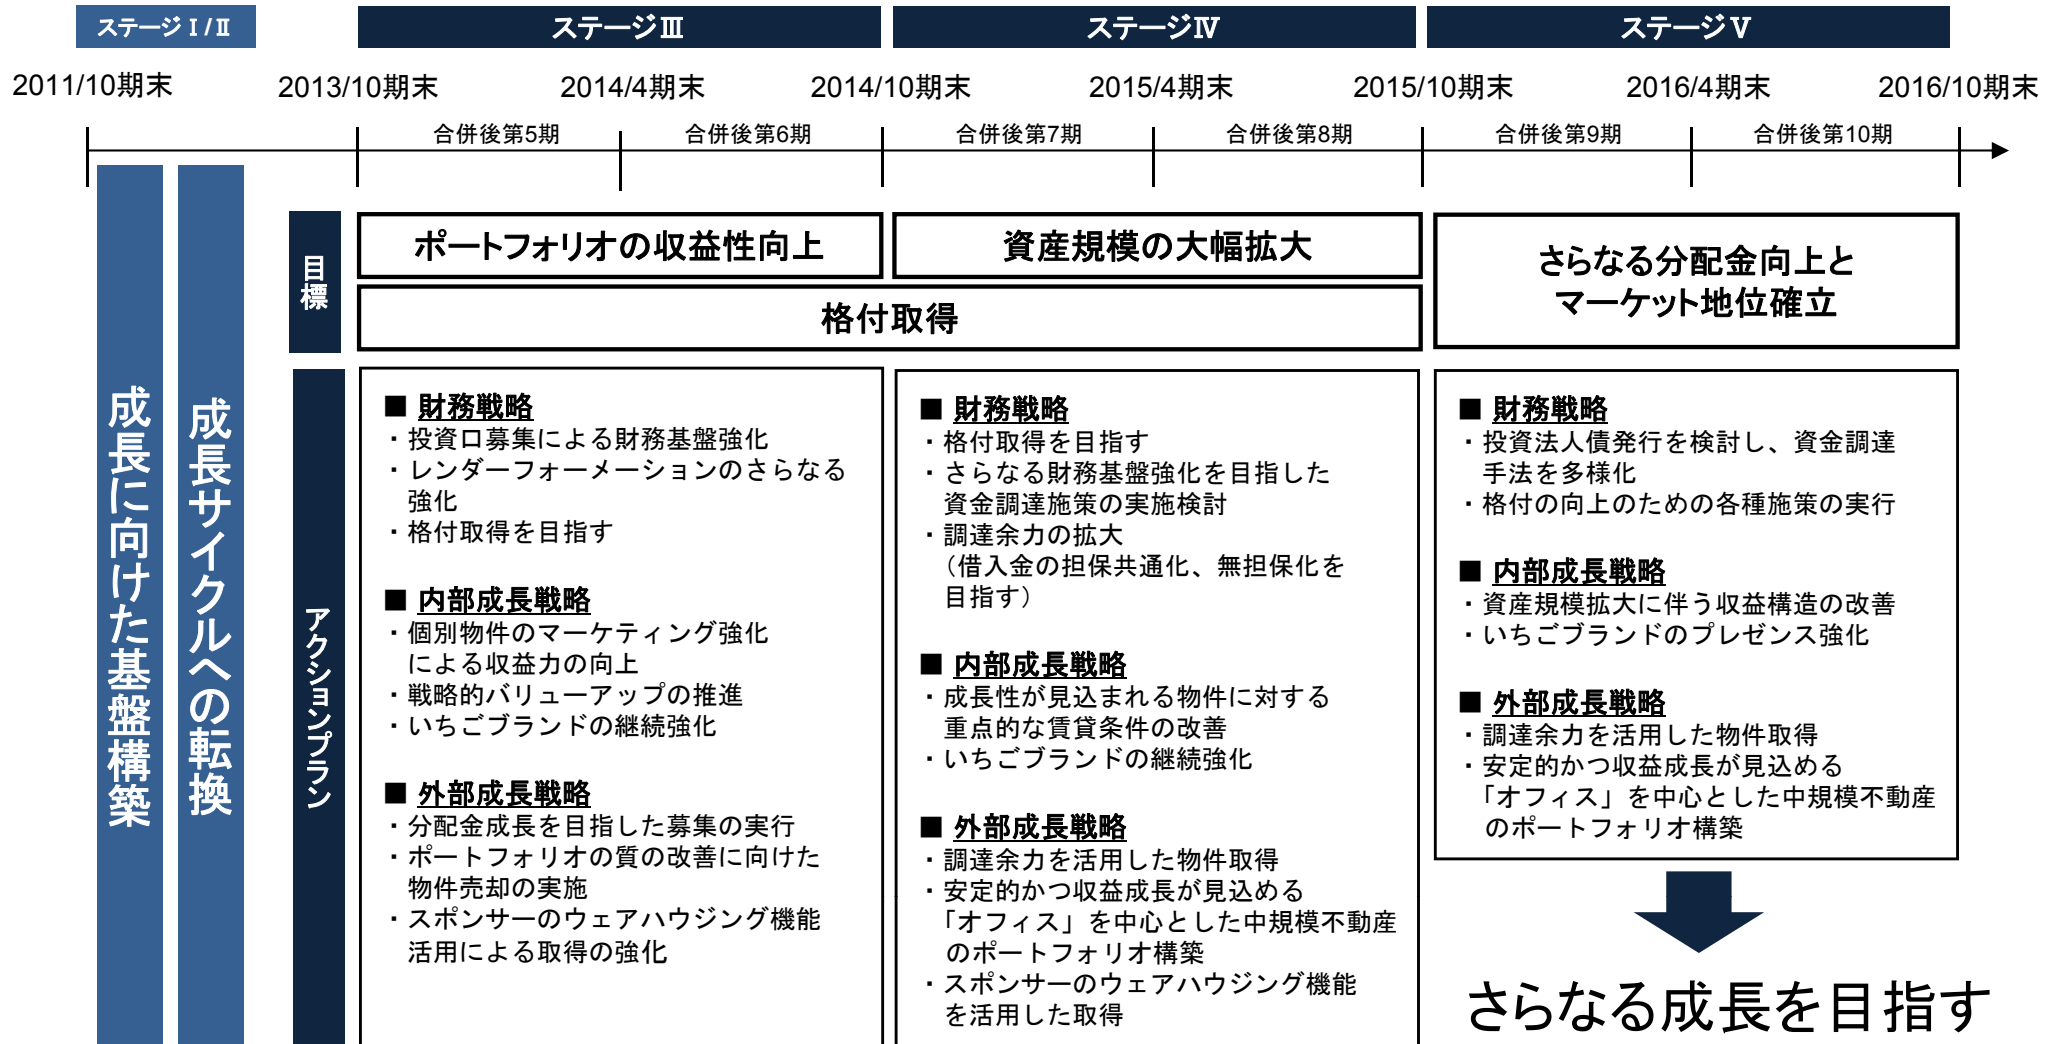 ステージⅠ/Ⅱ
ステージⅢ
ステージⅣ
ステージⅤ
2011/10期末
2013/10期末
2014/4期末
2014/10期末
2015/4期末
2015/10期末
2016/4期末
2016/10期末
合併後第5期
合併後第6期
合併後第7期
合併後第8期
合併後第9期
合併後第10期
成長に向けた基盤構築
成長サイクルへの転換
目標
ポートフォリオの収益性向上
資産規模の大幅拡大
格付取得
さらなる分配金向上と
マーケット地位確立
アクションプラン
■ 財務戦略
・投資口募集による財務基盤強化
・レンダーフォーメーションのさらなる
強化
・格付取得を目指す
■ 内部成長戦略
・個別物件のマーケティング強化
による収益力の向上
・戦略的バリューアップの推進
・いちごブランドの継続強化
■ 外部成長戦略
・分配金成長を目指した募集の実行
・ポートフォリオの質の改善に向けた
物件売却の実施
・スポンサーのウェアハウジング機能
活用による取得の強化
■ 財務戦略
・格付取得を目指す
・さらなる財務基盤強化を目指した
資金調達施策の実施検討
・調達余力の拡大
（借入金の担保共通化、無担保化を
目指す）
■ 内部成長戦略
・成長性が見込まれる物件に対する
重点的な賃貸条件の改善
・いちごブランドの継続強化
■ 外部成長戦略
・調達余力を活用した物件取得
・安定的かつ収益成長が見込める
「オフィス」を中心とした中規模不動産
のポートフォリオ構築
・スポンサーのウェアハウジング機能
を活用した取得
■ 財務戦略
・投資法人債発行を検討し、資金調達
手法を多様化
・格付の向上のための各種施策の実行
■ 内部成長戦略
・資産規模拡大に伴う収益構造の改善
・いちごブランドのプレゼンス強化
■ 外部成長戦略
・調達余力を活用した物件取得
・安定的かつ収益成長が見込める
「オフィス」を中心とした中規模不動産
のポートフォリオ構築
さらなる成長を目指す